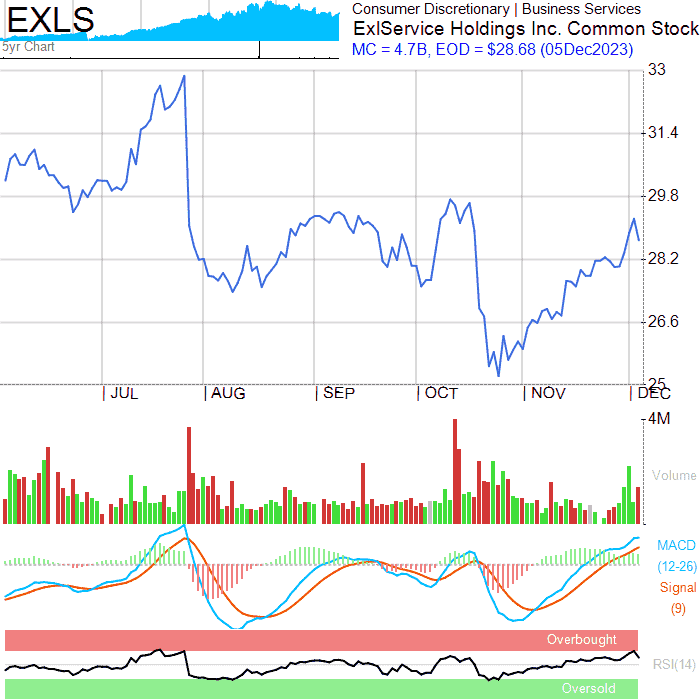 EXLS
5yr Chart
Consumer Discretionary | Business Services
ExlService Holdings Inc. Common Stock
MC = 4.7B, EOD = $28.68 (05Dec2023)
33
31.4
29.8
28.2
26.6
25
JUL AUG SEP OCT NOV DEC
4M
Volume
MACD
(12-26)
Signal
(9)
Overbought
RSI(14)
Oversold